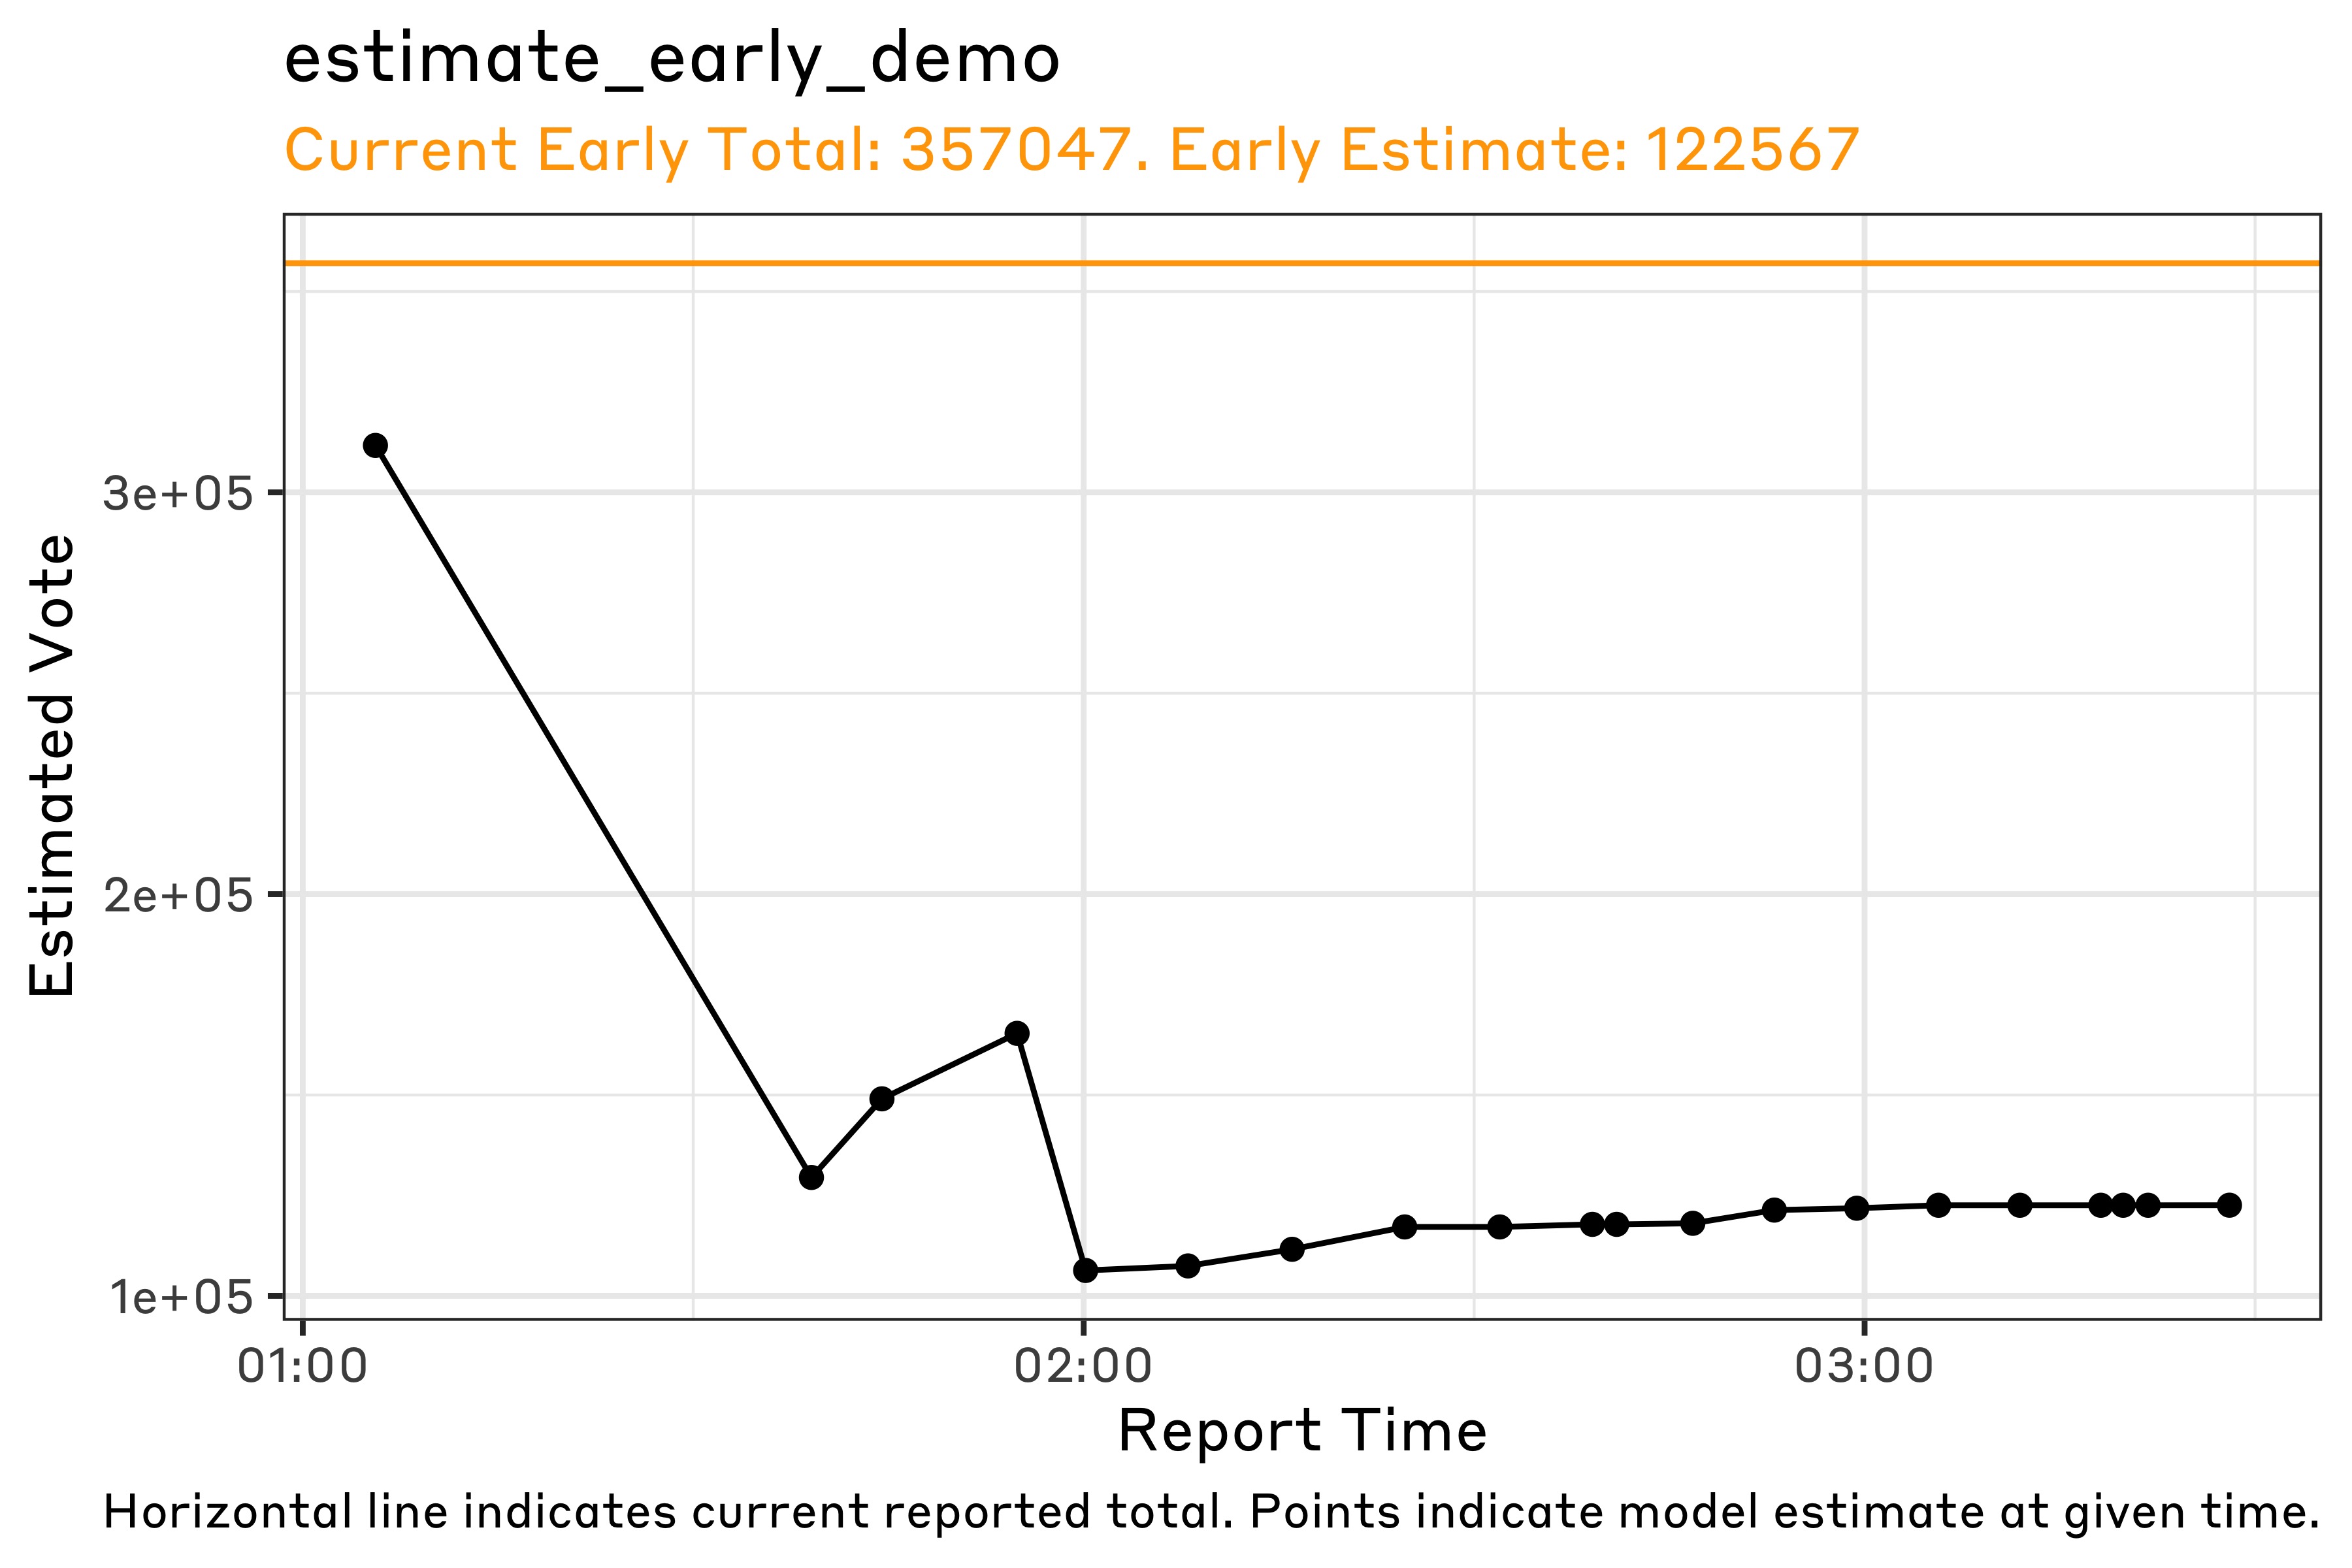 estimate_early_demo
Current Early Total: 357047. Early Estimate: 122567
Estimated Vote
3e+05
2e+05
1e+05
01:00 02:00 03:00
Report Time
Horizontal line indicates current reported total. Points indicate model estimate at given time.